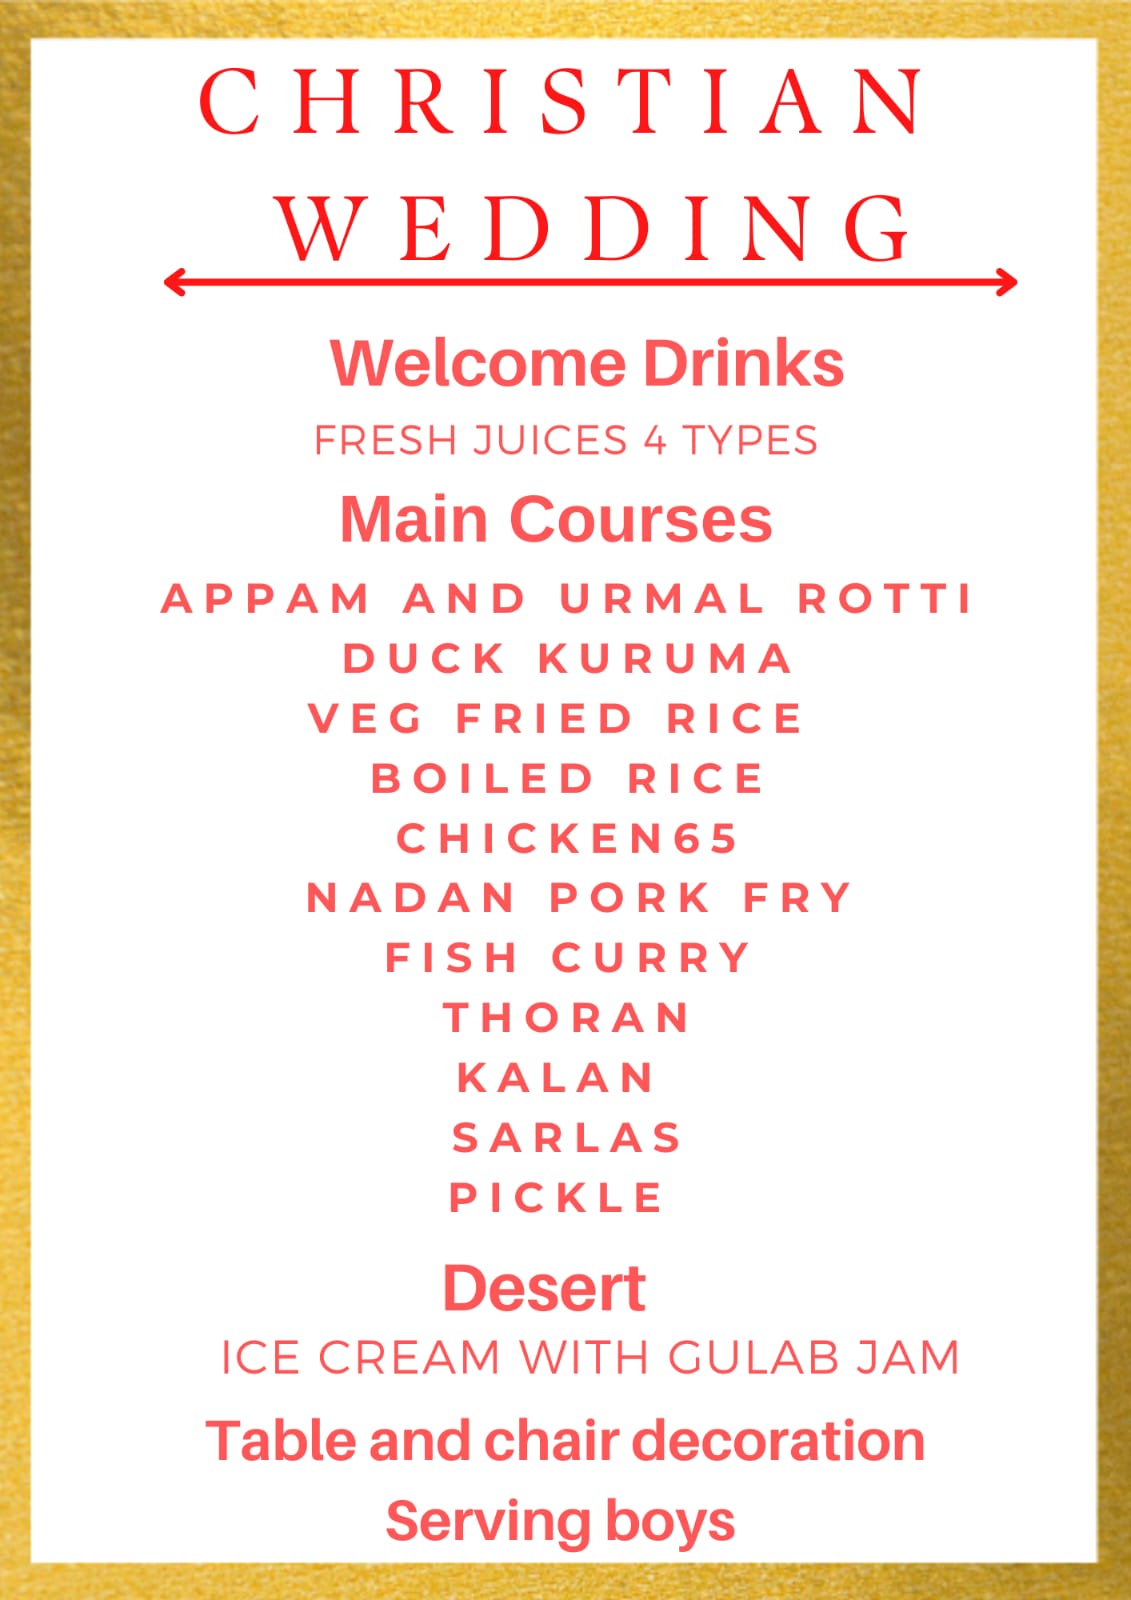 CHRISTIAN
WEDDING
Welcome Drinks
FRESH JUICES 4 TYPES
Main Courses
APPAM AND URMAL ROTTI
DUCK KURUMA
VEG FRIED RICE
BOILED RICE
CHICKEN65
NADAN PORK FRY
FISH CURRY
THORAN
KALAN
SARLAS
PICKLE
Desert
ICE CREAM WITH GULAB JAM
Table and chair decoration
Serving boys